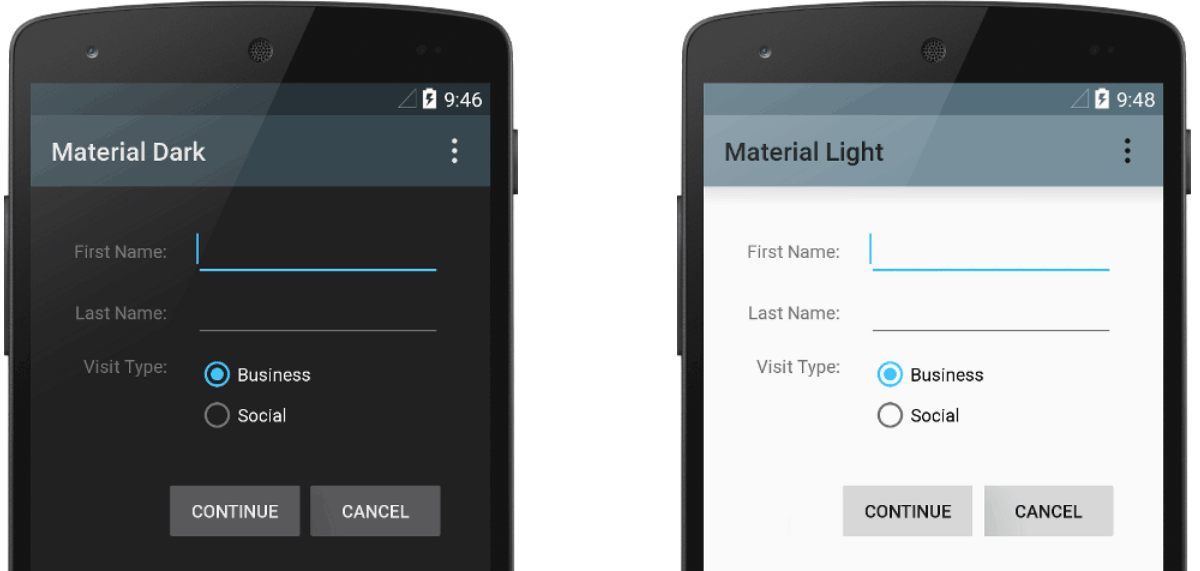 9:46
Material Dark
First Name:
Last Name:
Visit Type:
Business
Social
CONTINUE CANCEL
9:48
Material Light
First Name:
Last Name:
Visit Type:
Business
Social
CONTINUE CANCEL